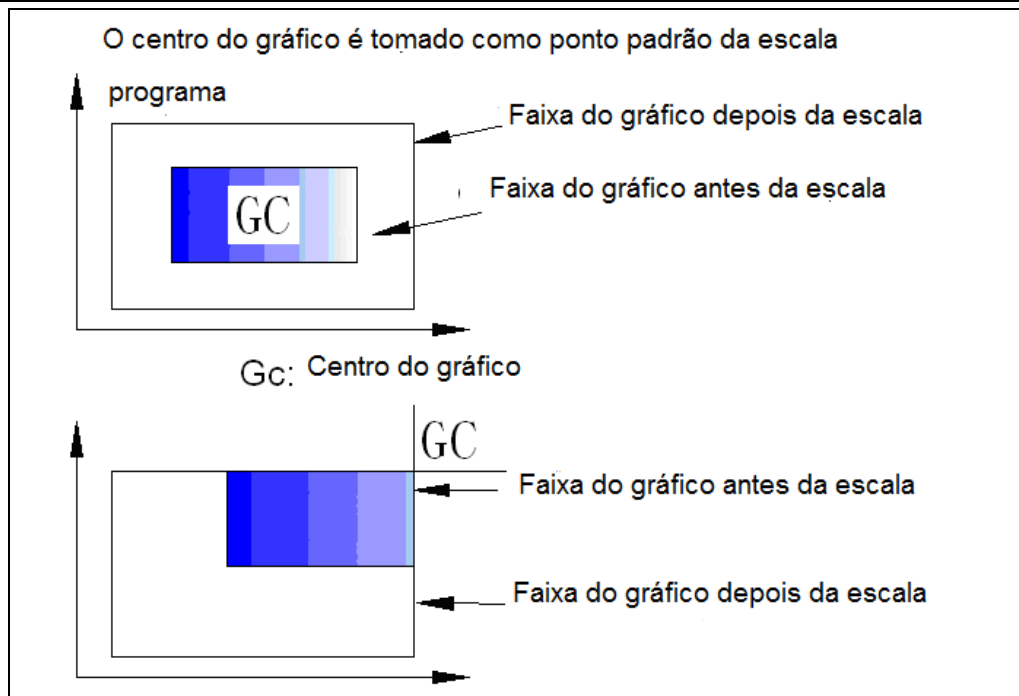 O centro do gráfico é tomado como ponto padrão da escala
programa
Faixa do gráfico depois da escala
Faixa do gráfico antes da escala
GC
Gc: Centro do gráfico
GC
Faixa do gráfico antes da escala
Faixa do gráfico depois da escala